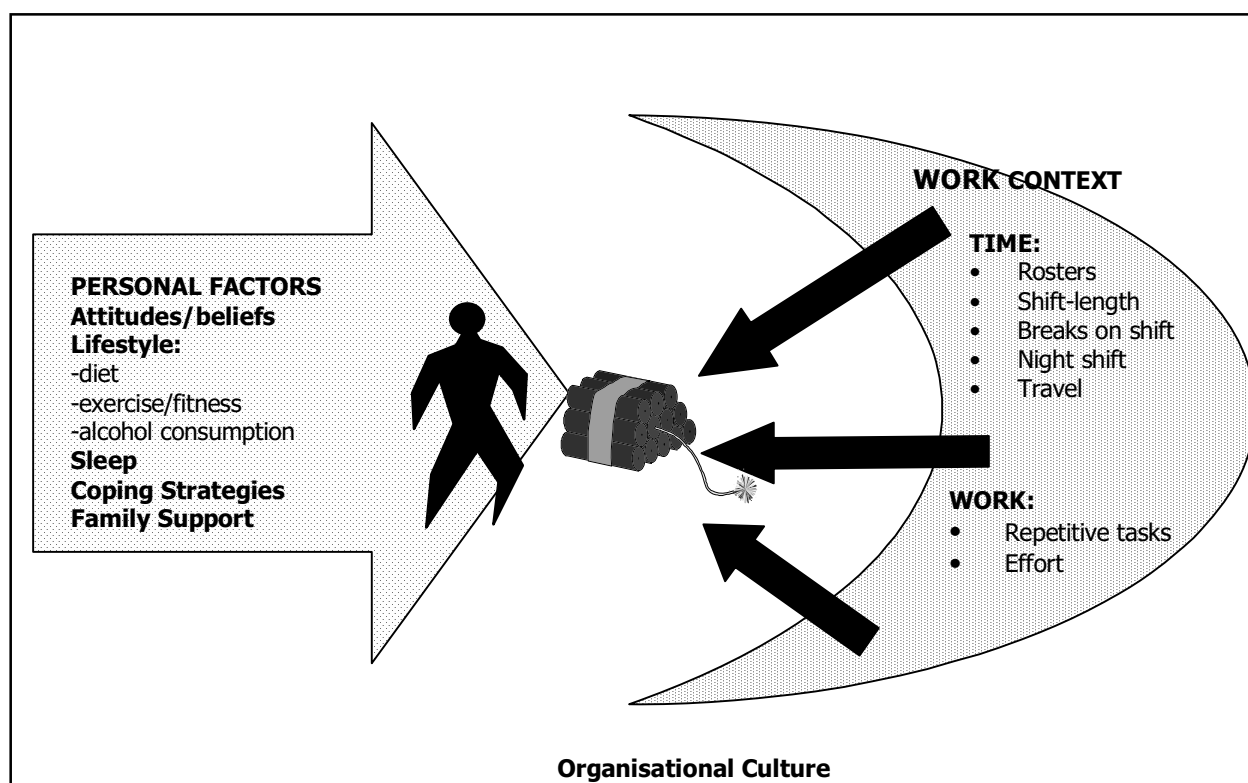 PERSONAL FACTORS
Attitudes/beliefs
Lifestyle:
-diet
-exercise/fitness
-alcohol consumption
Sleep
Coping Strategies
Family Support
WORK CONTEXT
TIME:
• Rosters
• Shift-length
• Breaks on shift
• Night shift
• Travel
WORK:
• Repetitive tasks
• Effort
Organisational Culture